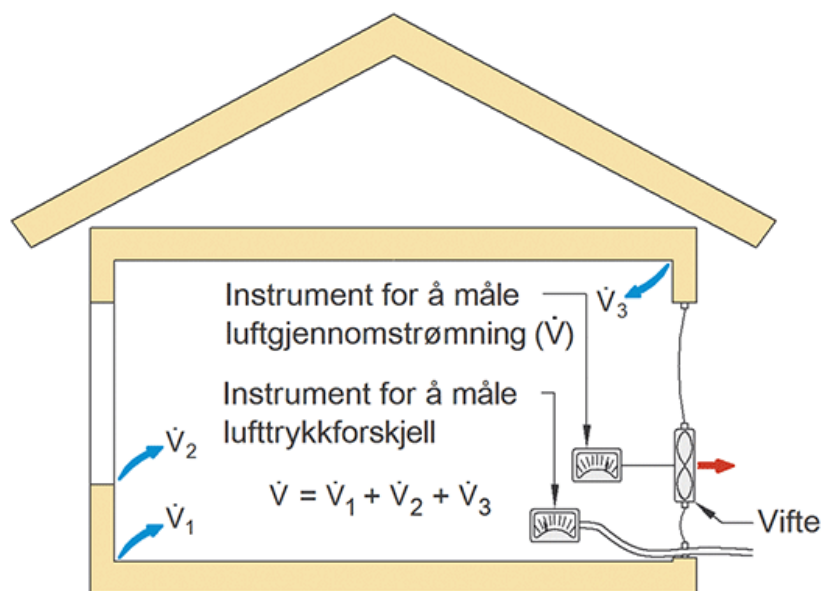 Instrument for å måle
luftgjennomstrømning (V̇)
V̇₃
Instrument for å måle
lufttrykkforskjell
V̇₂
V̇ = V̇₁ + V̇₂ + V̇₃
V̇₁
Vifte